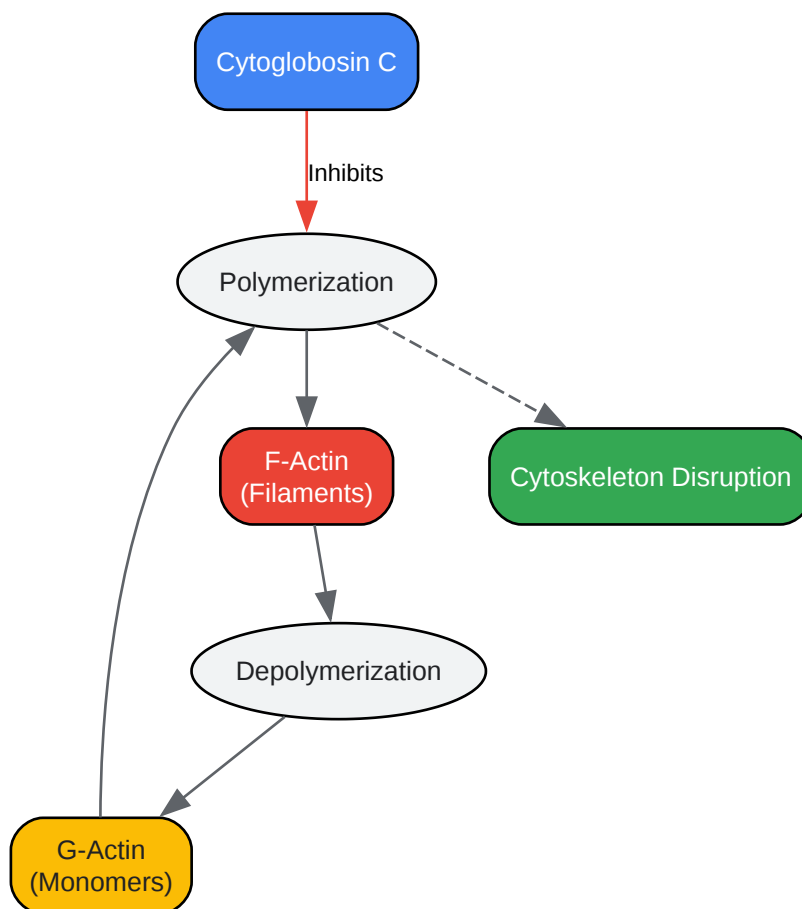 Cytoglobosin C
Inhibits
Polymerization
F-Actin
(Filaments)
Cytoskeleton Disruption
Depolymerization
G-Actin
(Monomers)